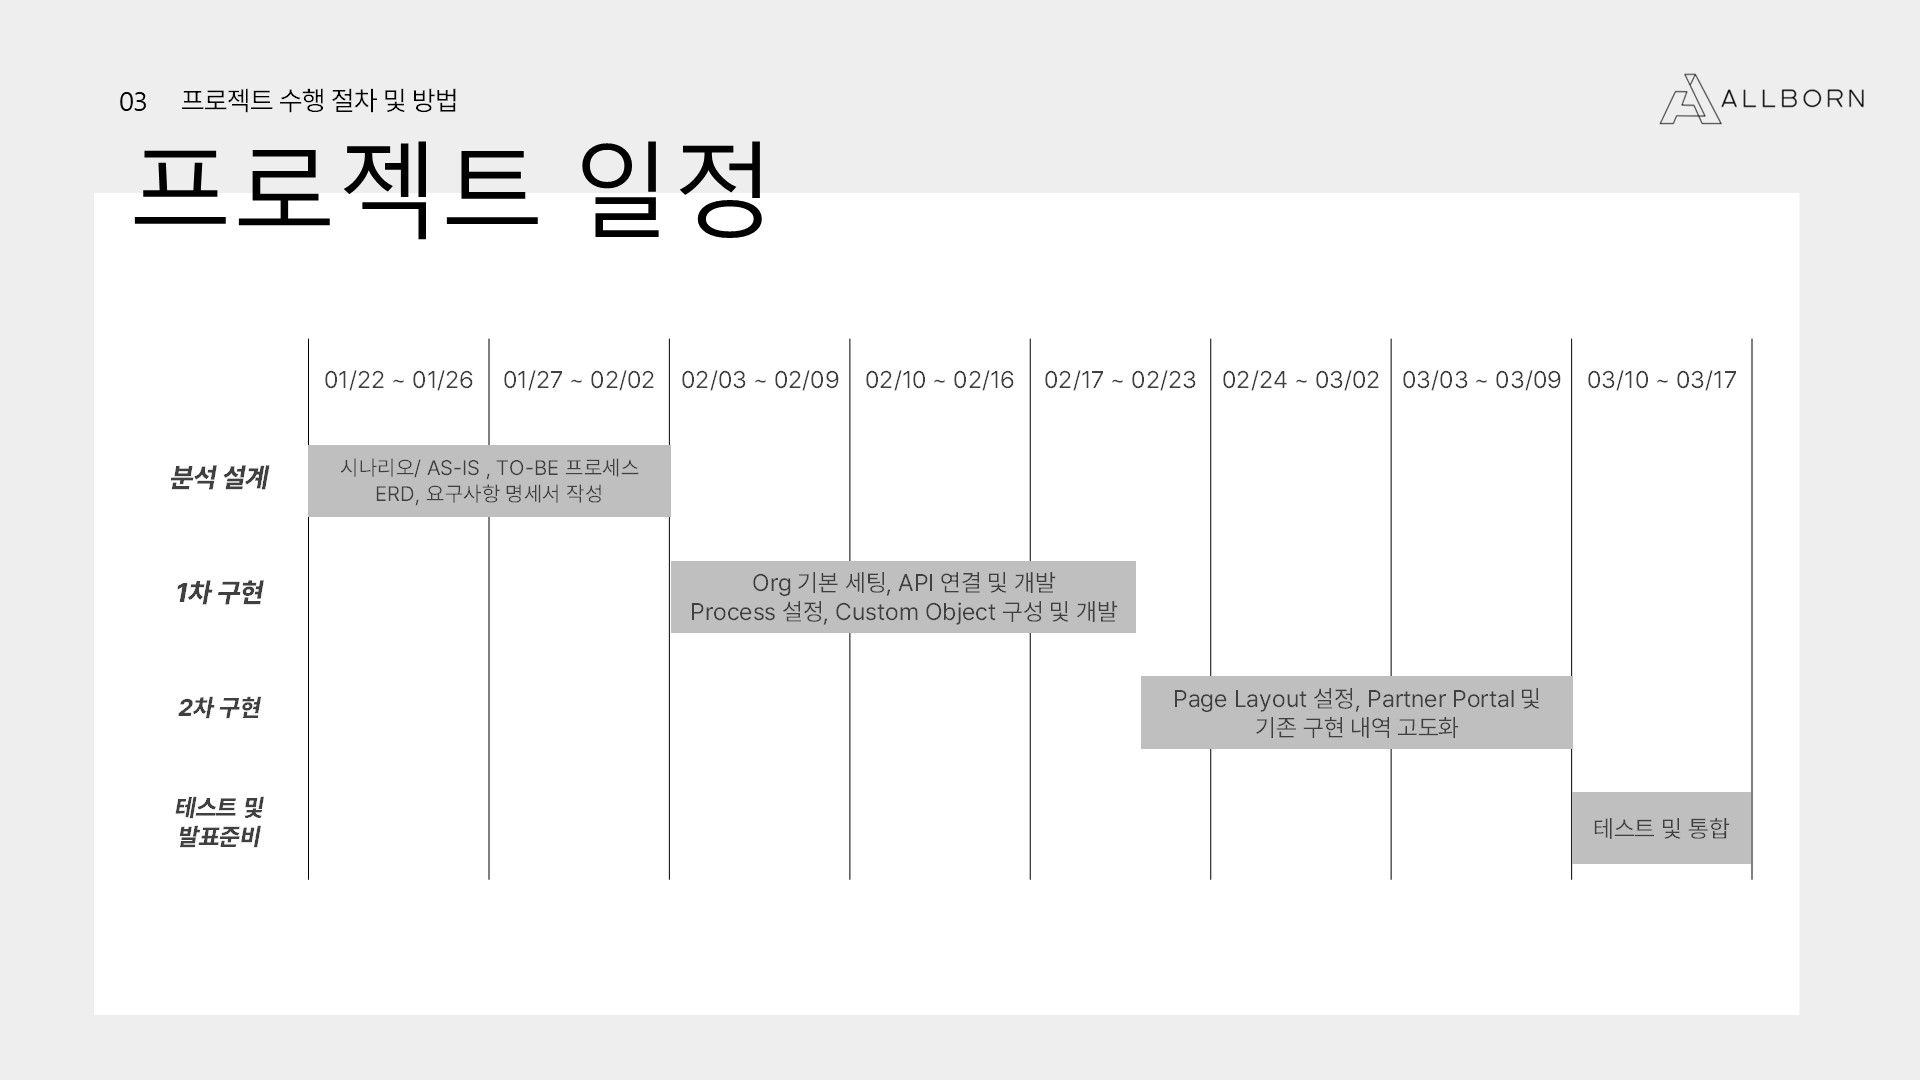 03 프로젝트 수행 절차 및 방법
ALLBORN
프로젝트 일정
01/22 ~ 01/26 01/27 ~ 02/02 02/03 ~ 02/09 02/10 ~ 02/16 02/17 ~ 02/23 02/24 ~ 03/02 03/03 ~ 03/09 03/10 ~ 03/17
분석 설계
시나리오/ AS-IS , TO-BE 프로세스
ERD, 요구사항 명세서 작성
1차 구현
Org 기본 세팅, API 연결 및 개발
Process 설정, Custom Object 구성 및 개발
2차 구현
Page Layout 설정, Partner Portal 및
기존 구현 내역 고도화
테스트 및
발표준비
테스트 및 통합